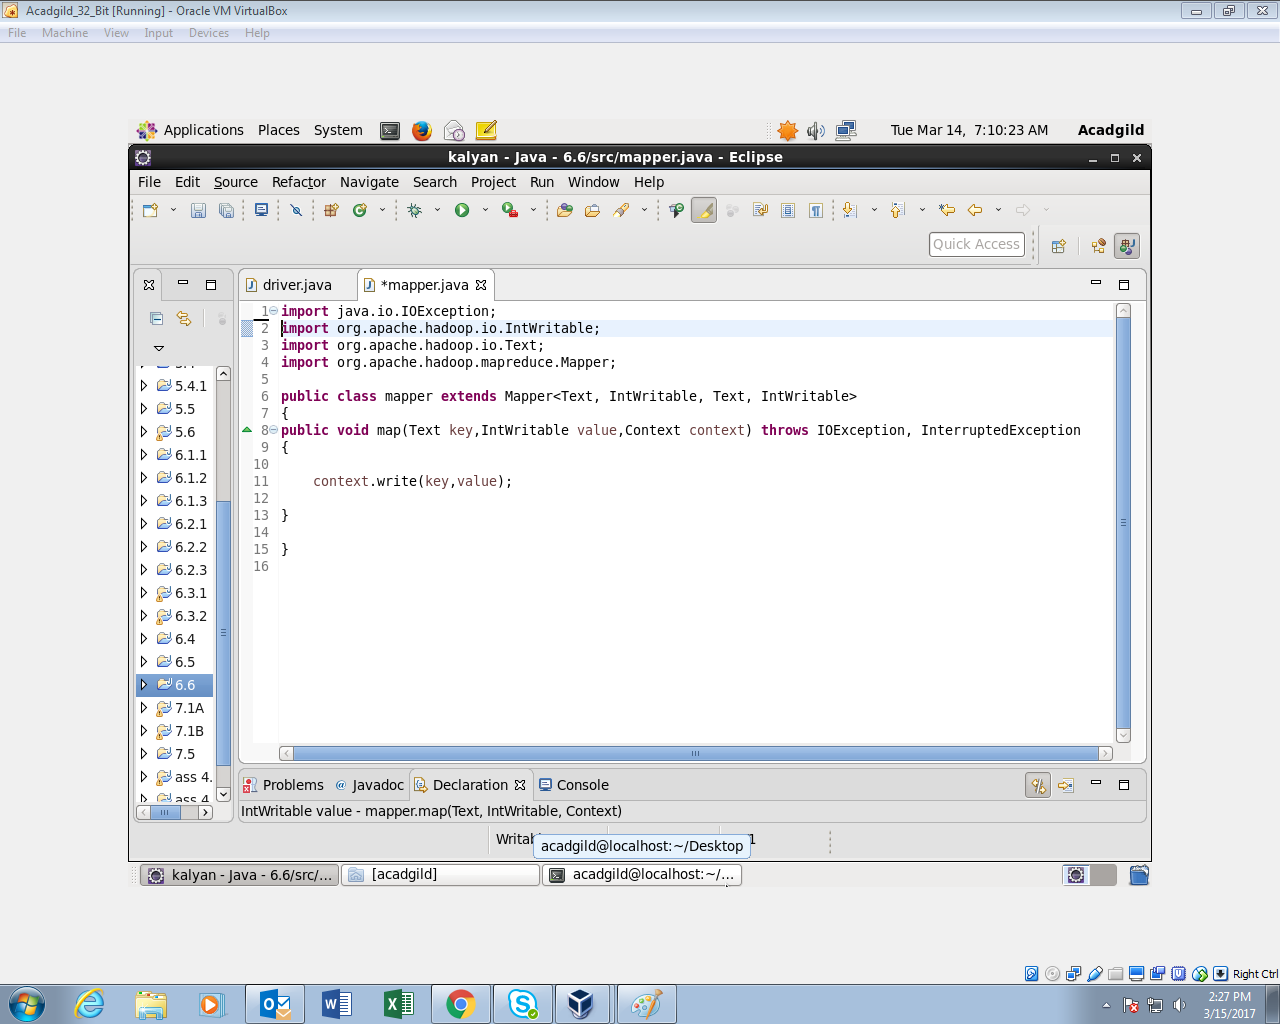 Acadgild_32_Bit [Running] - Oracle VM VirtualBox
File Machine View Input Devices Help
Applications Places System Tue Mar 14, 7:10:23 AM Acadgild
kalyan - Java - 6.6/src/mapper.java - Eclipse
File Edit Source Refactor Navigate Search Project Run Window Help
Quick Access
driver.java *mapper.java
1 import java.io.IOException;
2 import org.apache.hadoop.io.IntWritable;
3 import org.apache.hadoop.io.Text;
4 import org.apache.hadoop.mapreduce.Mapper;
5
6 public class mapper extends Mapper<Text, IntWritable, Text, IntWritable>
7 {
8 public void map(Text key,IntWritable value,Context context) throws IOException, InterruptedException
9 {
10
11 context.write(key,value);
12
13 }
14
15 }
16
5.4.1
5.5
5.6
6.1.1
6.1.2
6.1.3
6.2.1
6.2.2
6.2.3
6.3.1
6.3.2
6.4
6.5
6.6
7.1A
7.1B
7.5
ass 4.
ass 4
Problems @ Javadoc Declaration Console
IntWritable value - mapper.map(Text, IntWritable, Context)
acadgild@localhost:~/Desktop
kalyan - Java - 6.6/src/... [acadgild] acadgild@localhost:~/...
Right Ctrl
2:27 PM
3/15/2017